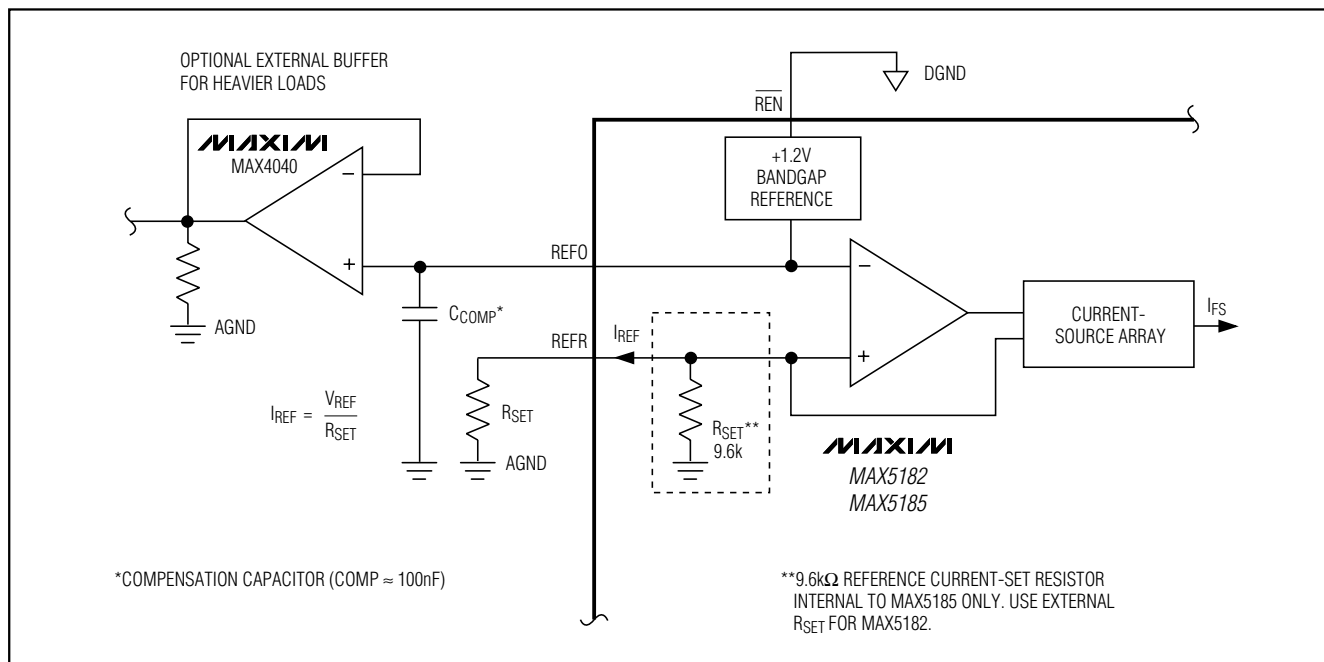 OPTIONAL EXTERNAL BUFFER
FOR HEAVIER LOADS
MAXIM
MAX4040
−
+
AGND
CCOMP*
REFO
REFR
IREF
IREF = VREF
RSET
RSET
AGND
REN
DGND
+1.2V
BANDGAP
REFERENCE
−
+
RSET**
9.6k
CURRENT-
SOURCE ARRAY
IFS
MAXIM
MAX5182
MAX5185
*COMPENSATION CAPACITOR (COMP ≈ 100nF)
**9.6kΩ REFERENCE CURRENT-SET RESISTOR
INTERNAL TO MAX5185 ONLY. USE EXTERNAL
RSET FOR MAX5182.